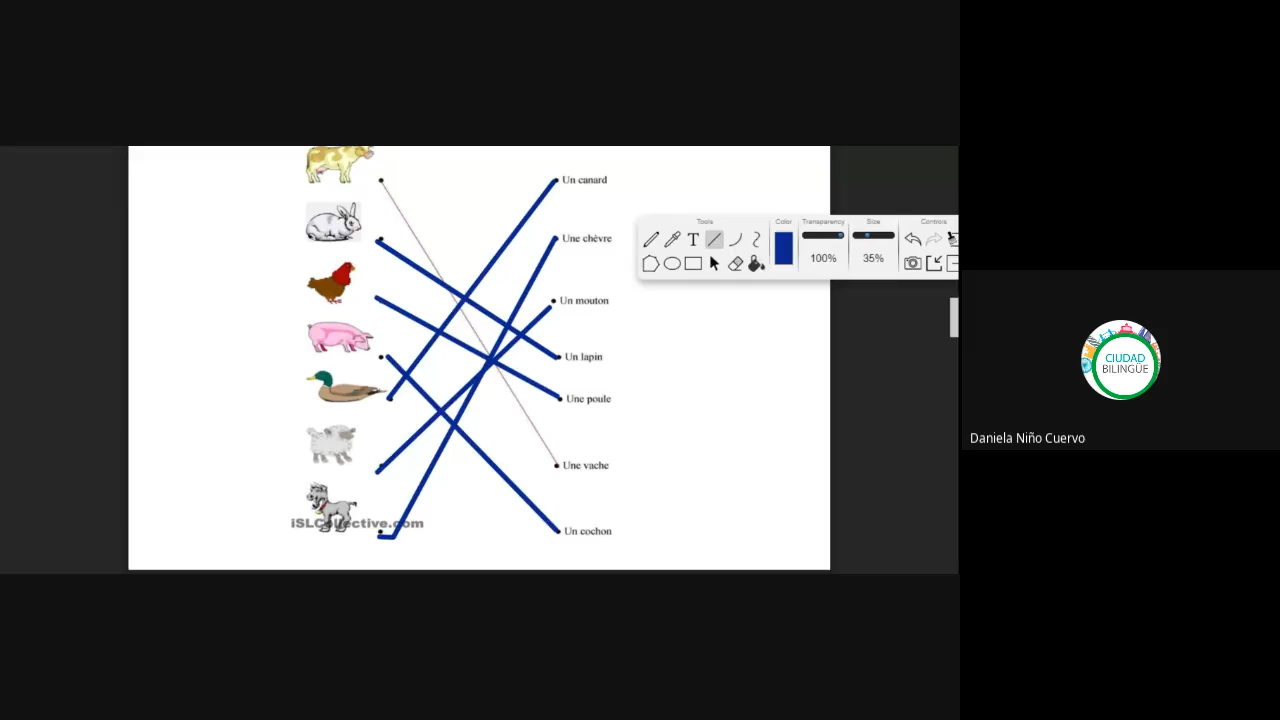 Un canard
Une chèvre
Un mouton
Un lapin
Une poule
Une vache
Un cochon
iSLCollective.com
Tools
Color
Transparency
Size
Controls
T
100%
35%
CIUDAD
BILINGÜE
Daniela Niño Cuervo